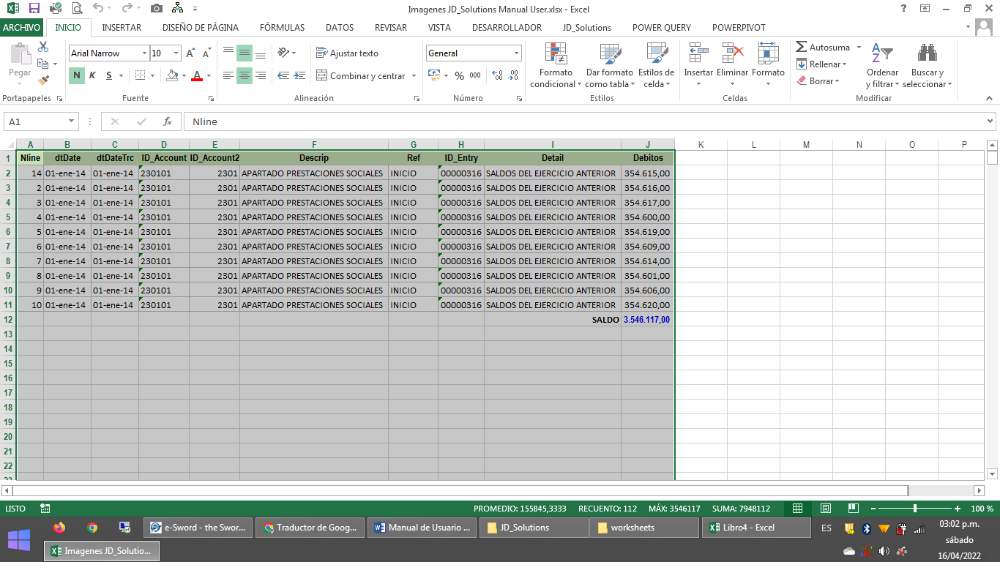 Imagenes JD_Solutions Manual User.xlsx - Excel
ARCHIVO INICIO INSERTAR DISEÑO DE PÁGINA FÓRMULAS DATOS REVISAR VISTA DESARROLLADOR JD_Solutions POWER QUERY POWERPIVOT
Pegar
Portapapeles
Arial Narrow 10
N K S
Fuente
Ajustar texto
Combinar y centrar
Alineación
General
% 000
Número
Formato condicional
Dar formato como tabla
Estilos de celda
Estilos
Insertar Eliminar Formato
Celdas
Autosuma
Rellenar
Borrar
Ordenar y filtrar
Buscar y seleccionar
Modificar
A1 fx Nline
A B C D E F G H I J K L M N O P
1 Nline dtDate dtDateTrc ID_Account ID_Account2 Descrip Ref ID_Entry Detail Debitos
2 14 01-ene-14 01-ene-14 230101 2301 APARTADO PRESTACIONES SOCIALES INICIO 00000316 SALDOS DEL EJERCICIO ANTERIOR 354.615,00
3 2 01-ene-14 01-ene-14 230101 2301 APARTADO PRESTACIONES SOCIALES INICIO 00000316 SALDOS DEL EJERCICIO ANTERIOR 354.616,00
4 3 01-ene-14 01-ene-14 230101 2301 APARTADO PRESTACIONES SOCIALES INICIO 00000316 SALDOS DEL EJERCICIO ANTERIOR 354.617,00
5 4 01-ene-14 01-ene-14 230101 2301 APARTADO PRESTACIONES SOCIALES INICIO 00000316 SALDOS DEL EJERCICIO ANTERIOR 354.600,00
6 5 01-ene-14 01-ene-14 230101 2301 APARTADO PRESTACIONES SOCIALES INICIO 00000316 SALDOS DEL EJERCICIO ANTERIOR 354.619,00
7 6 01-ene-14 01-ene-14 230101 2301 APARTADO PRESTACIONES SOCIALES INICIO 00000316 SALDOS DEL EJERCICIO ANTERIOR 354.609,00
8 7 01-ene-14 01-ene-14 230101 2301 APARTADO PRESTACIONES SOCIALES INICIO 00000316 SALDOS DEL EJERCICIO ANTERIOR 354.614,00
9 8 01-ene-14 01-ene-14 230101 2301 APARTADO PRESTACIONES SOCIALES INICIO 00000316 SALDOS DEL EJERCICIO ANTERIOR 354.601,00
10 9 01-ene-14 01-ene-14 230101 2301 APARTADO PRESTACIONES SOCIALES INICIO 00000316 SALDOS DEL EJERCICIO ANTERIOR 354.606,00
11 10 01-ene-14 01-ene-14 230101 2301 APARTADO PRESTACIONES SOCIALES INICIO 00000316 SALDOS DEL EJERCICIO ANTERIOR 354.620,00
12 SALDO 3.546.117,00
13
14
15
16
17
18
19
20
21
22
23
LISTO PROMEDIO: 155845,3333 RECUENTO: 112 MÁX: 3546117 SUMA: 7948112 100 %
e-Sword - the Swor... Traductor de Goog... Manual de Usuario ... JD_Solutions worksheets Libro4 - Excel ES 03:02 p.m.
sábado
Imagenes JD_Solutio... 16/04/2022